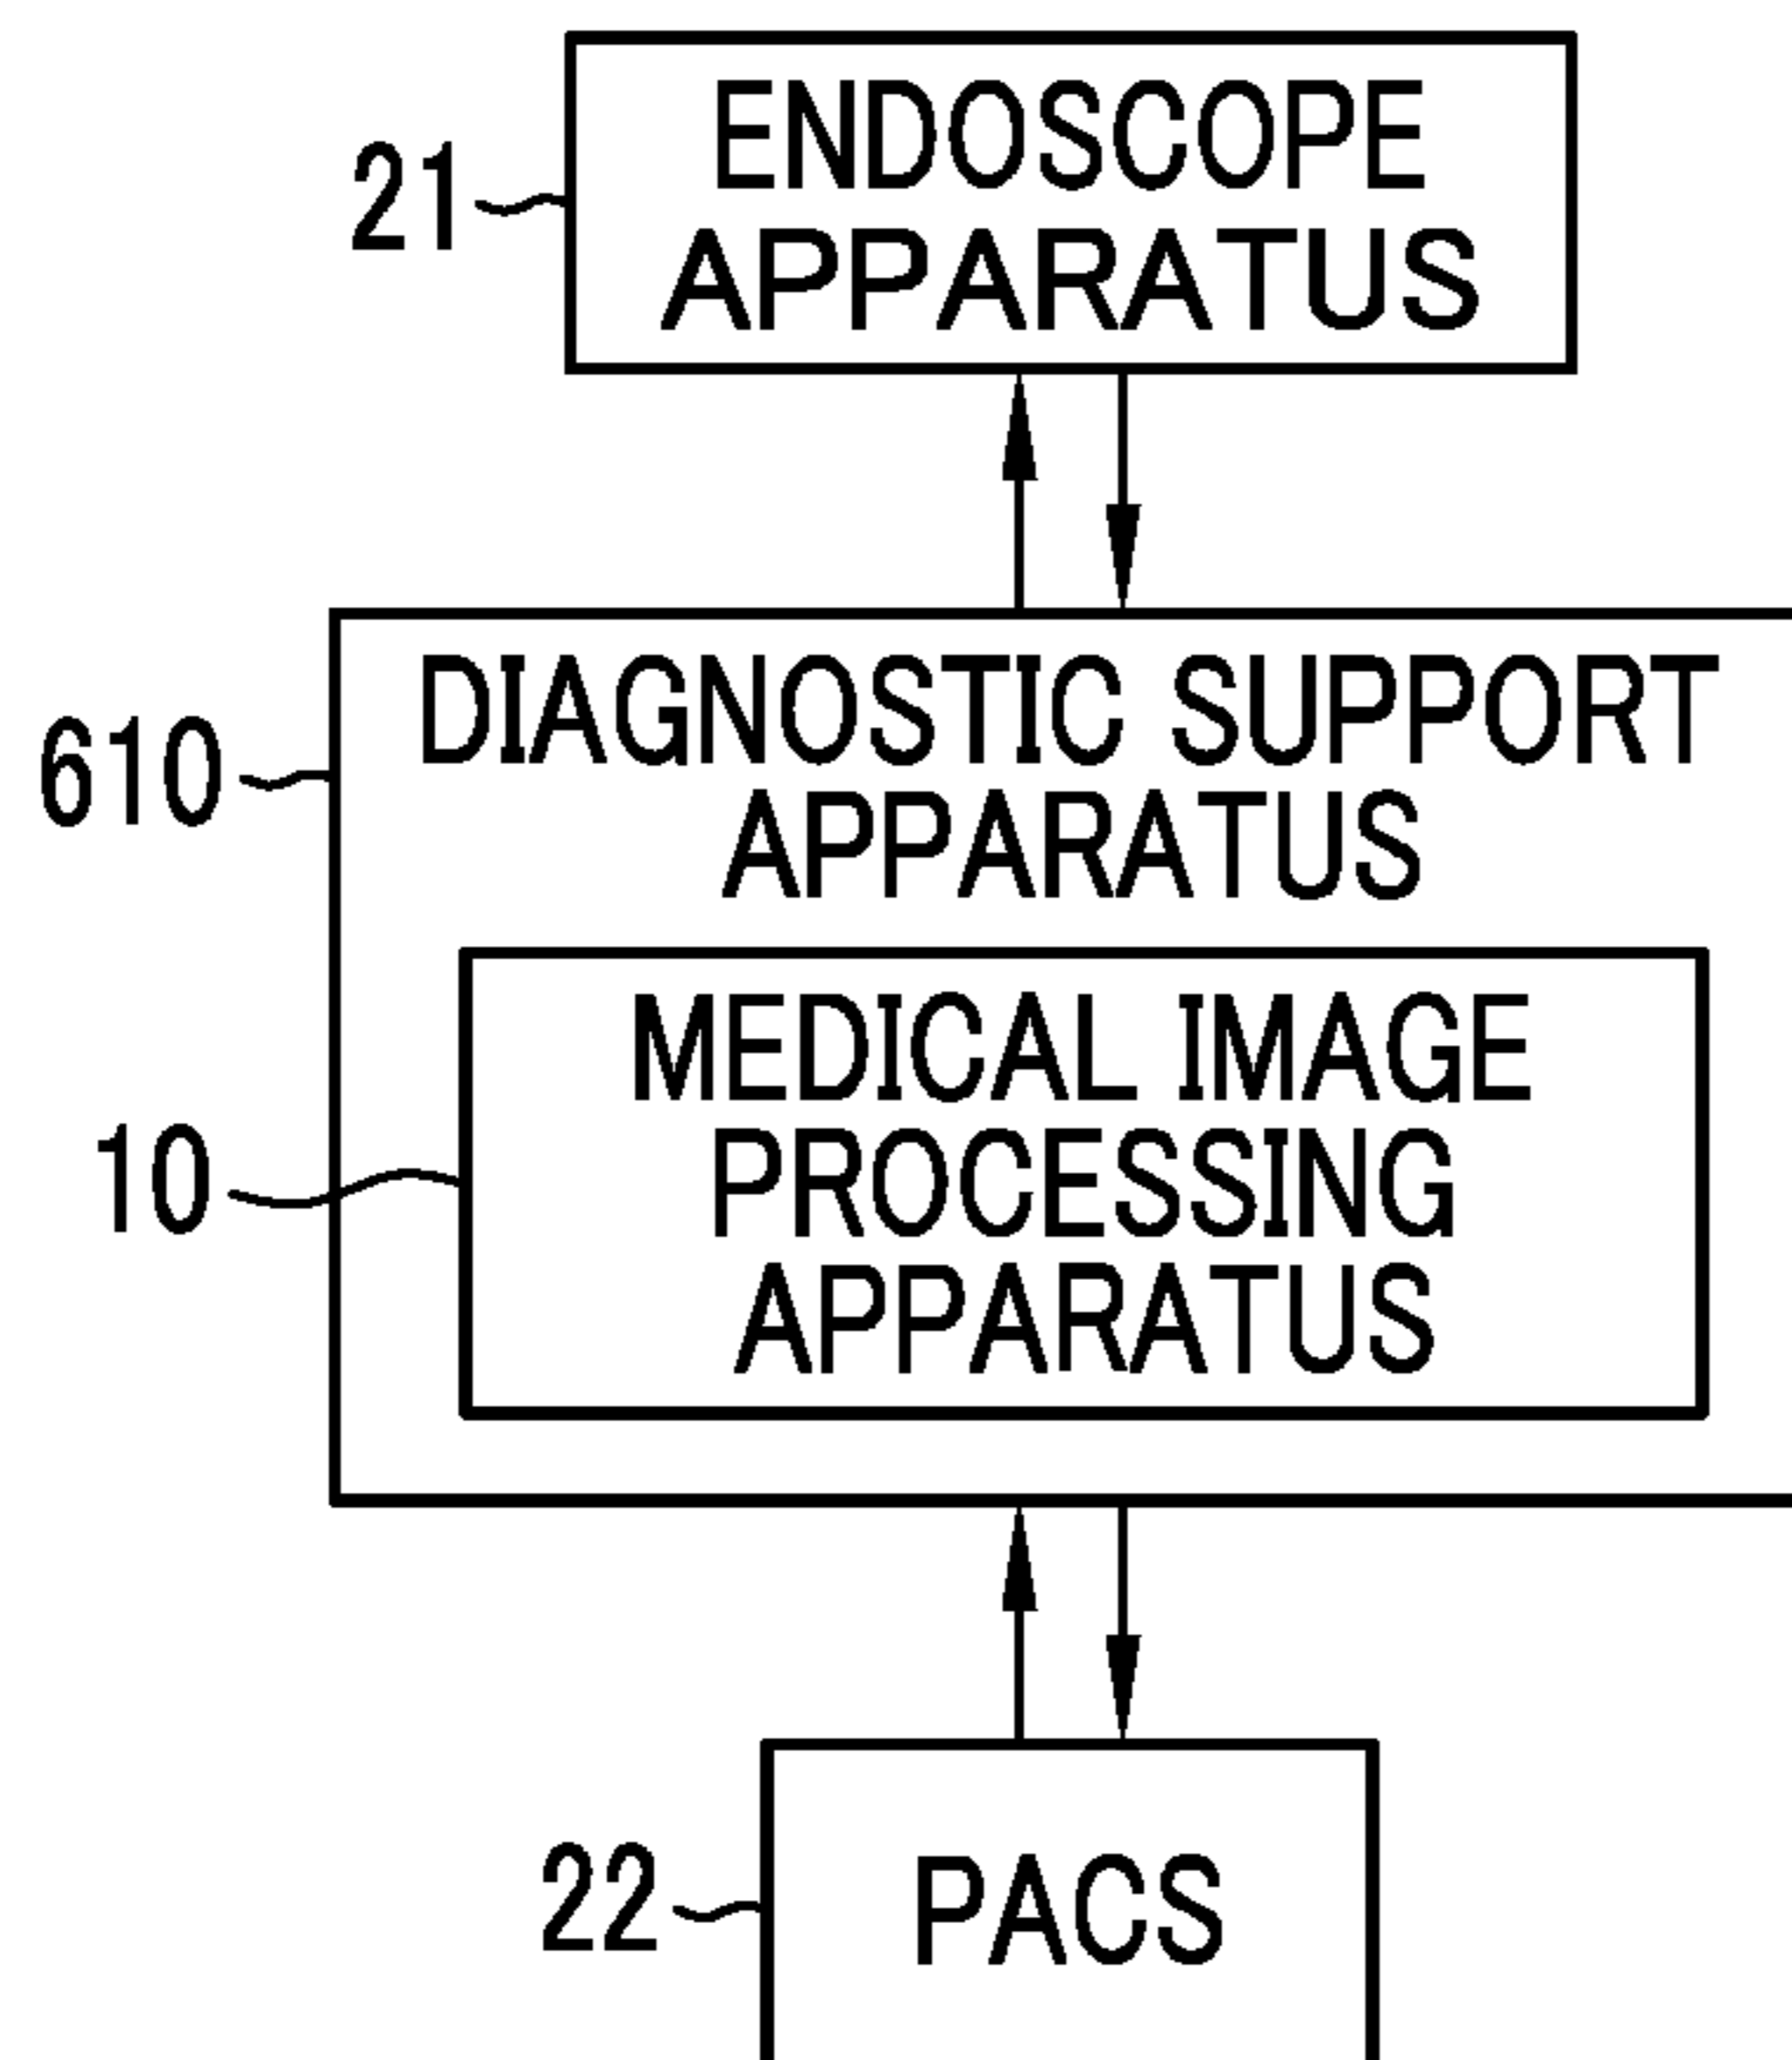 ENDOSCOPE
21
APPARATUS
DIAGNOSTIC SUPPORT
610
APPARATUS
MEDICAL IMAGE
10
PROCESSING
APPARATUS
22
PACS